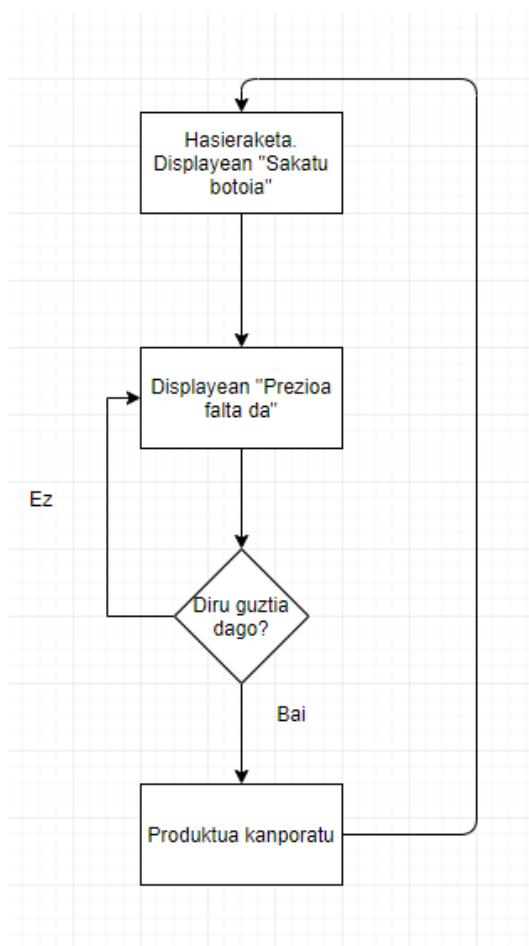 Hasieraketa.
Displayean "Sakatu
botoia"
Displayean "Prezioa
falta da"
Ez
Diru guztia
dago?
Bai
Produktua kanporatu